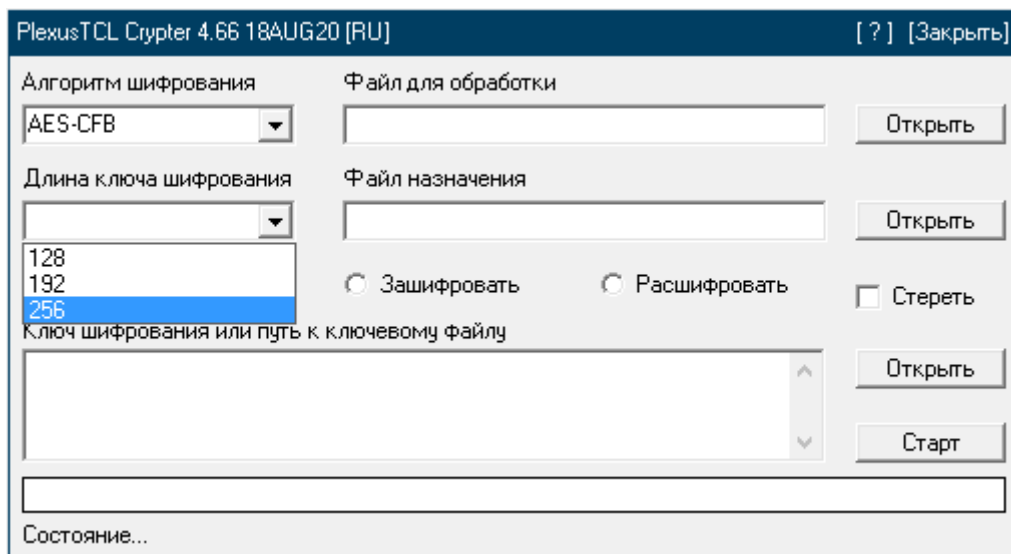 PlexusTCL Crypter 4.66 18AUG20 [RU] [ ? ] [Закрыть]
Алгоритм шифрования Файл для обработки
AES-CFB Открыть
Длина ключа шифрования Файл назначения
Открыть
128
192 Зашифровать Расшифровать Стереть
256
Ключ шифрования или путь к ключевому файлу
Открыть
Старт
Состояние...